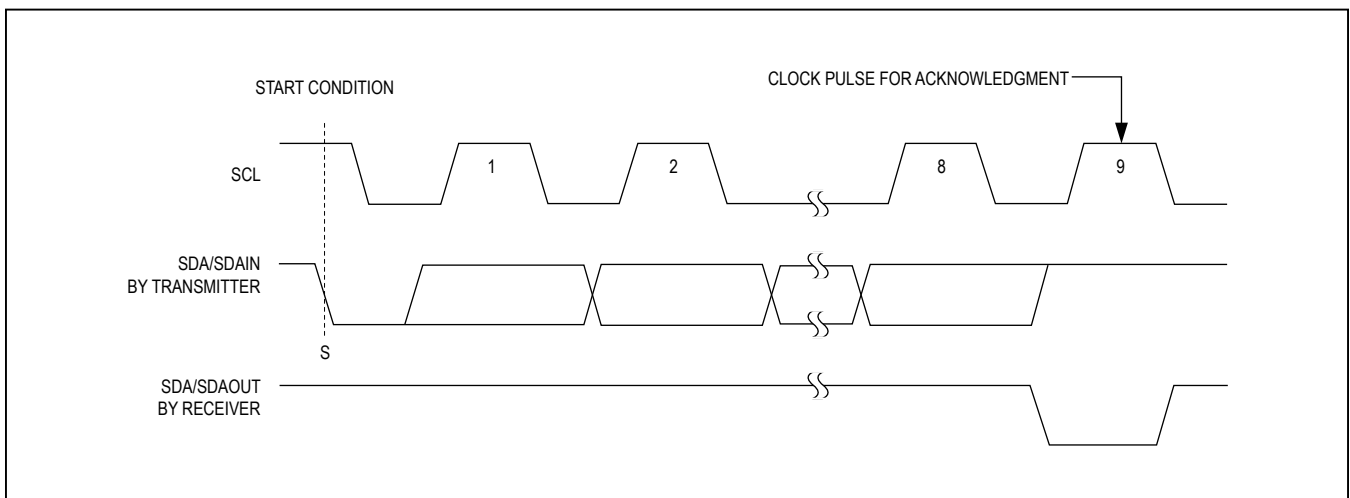 START CONDITION
CLOCK PULSE FOR ACKNOWLEDGMENT
SCL
1
2
8
9
SDA/SDAIN
BY TRANSMITTER
S
SDA/SDAOUT
BY RECEIVER